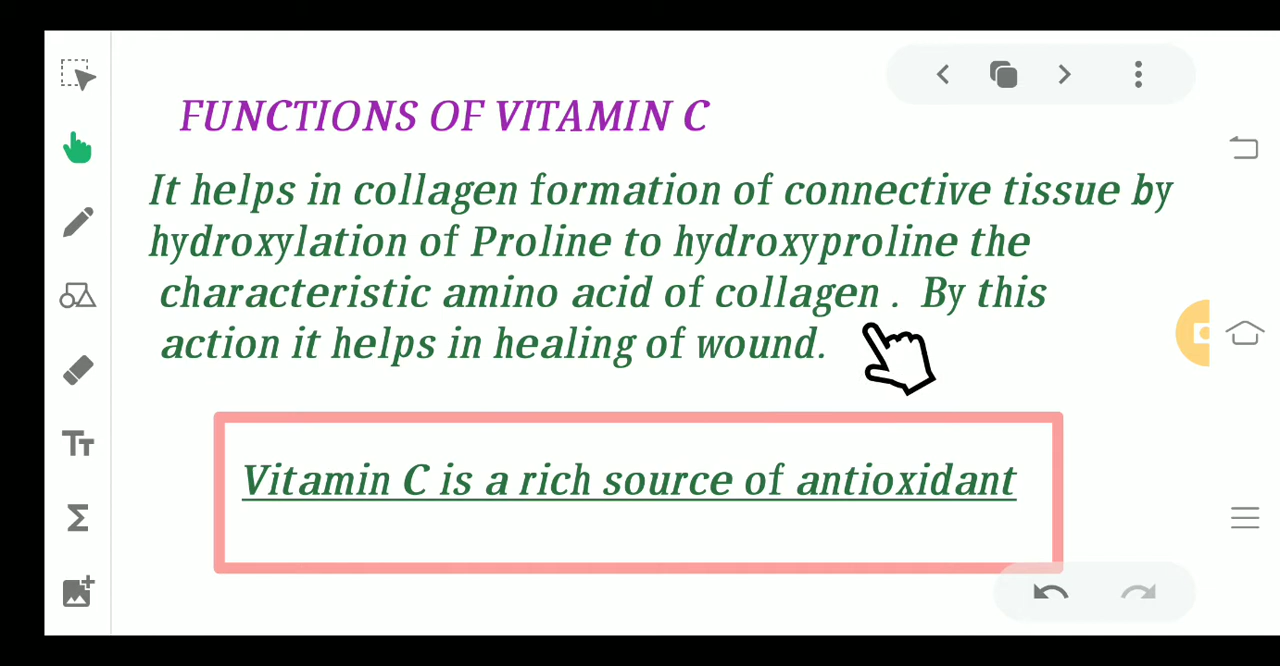 FUNCTIONS OF VITAMIN C
It helps in collagen formation of connective tissue by
hydroxylation of Proline to hydroxyproline the
characteristic amino acid of collagen . By this
action it helps in healing of wound.
Vitamin C is a rich source of antioxidant
TT
Σ